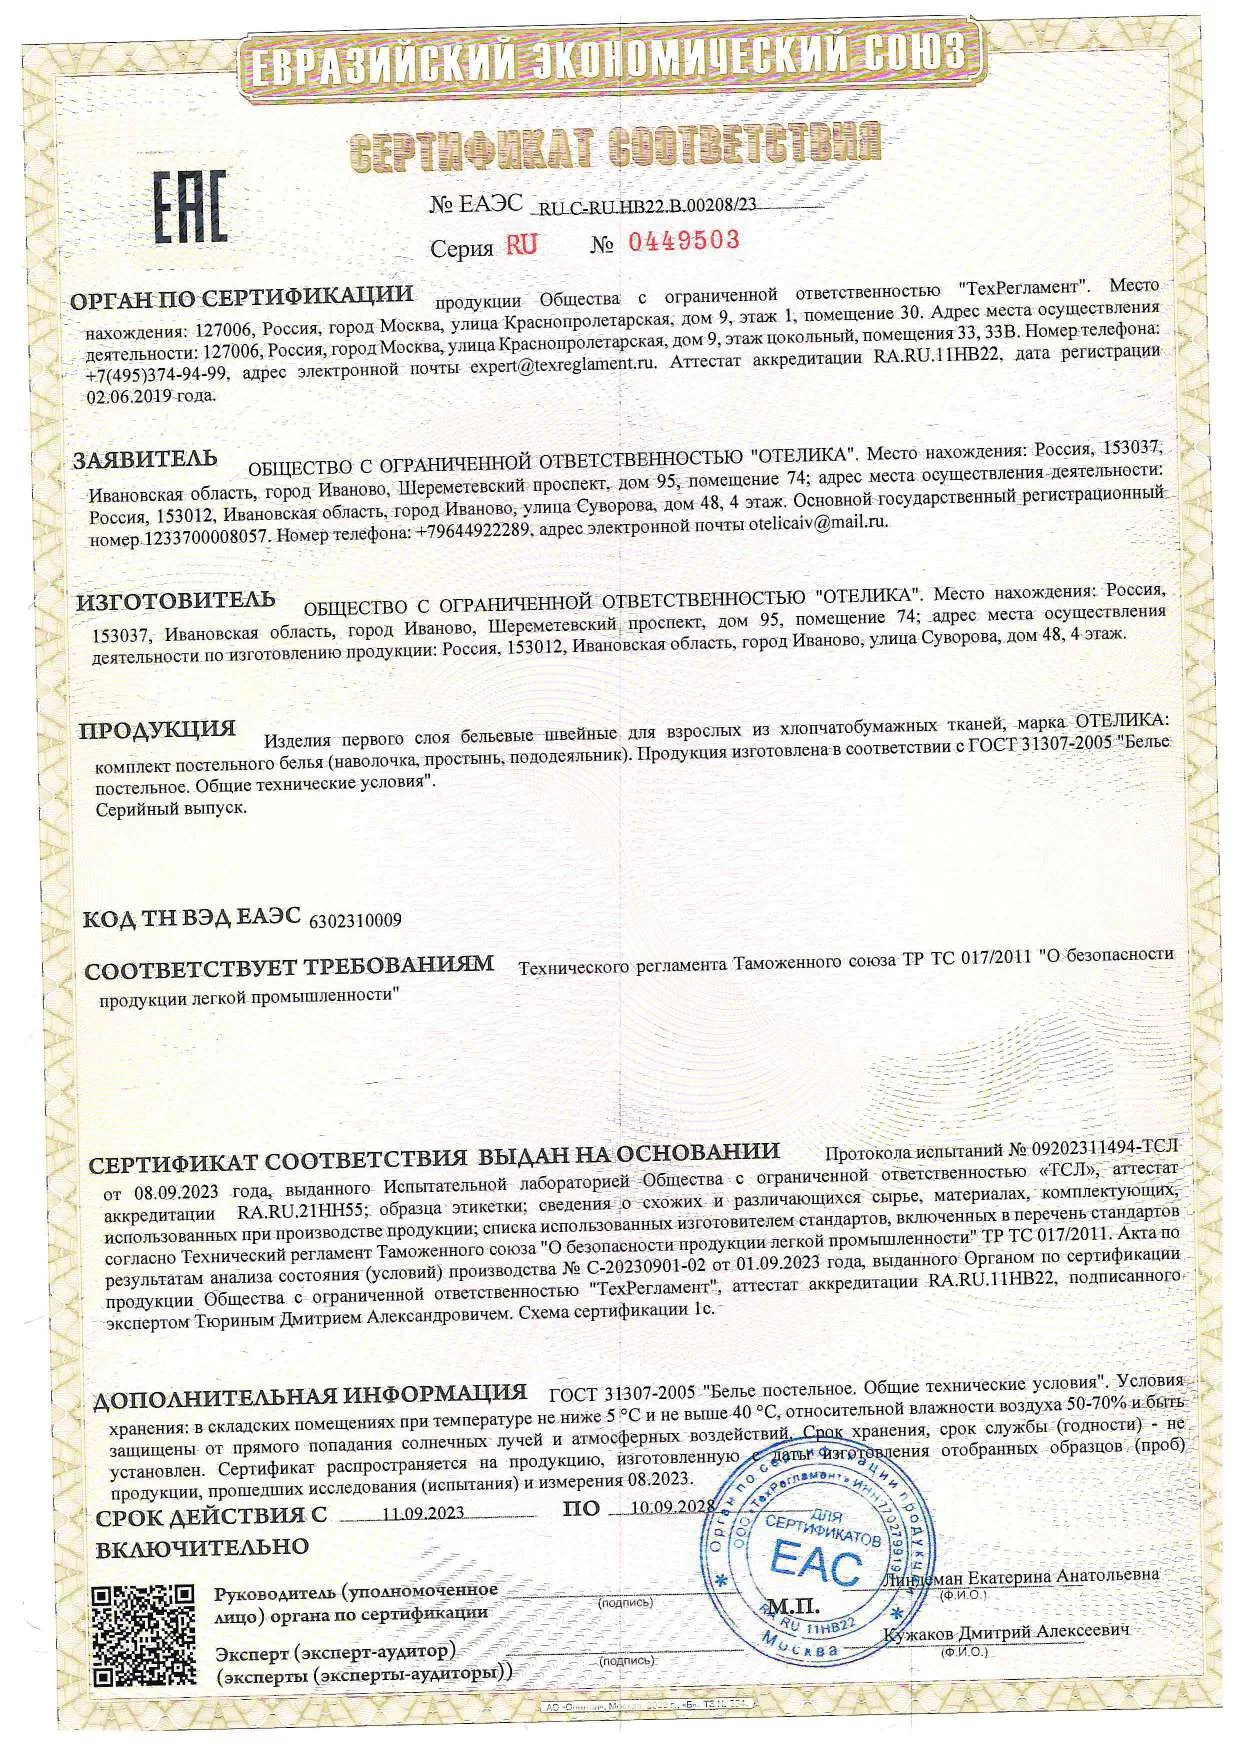 ЕВРАЗИЙСКИЙ ЭКОНОМИЧЕСКИЙ СОЮЗ
СЕРТИФИКАТ СООТВЕТСТВИЯ
ЕАС
№ ЕАЭС RU С-RU.НВ22.В.00208/23
Серия RU № 0449503
ОРГАН ПО СЕРТИФИКАЦИИ продукции Общества с ограниченной ответственностью "ТехРегламент". Место
нахождения: 127006, Россия, город Москва, улица Краснопролетарская, дом 9, этаж 1, помещение 30. Адрес места осуществления
деятельности: 127006, Россия, город Москва, улица Краснопролетарская, дом 9, этаж цокольный, помещения 33, 33В. Номер телефона:
+7(495)374-94-99, адрес электронной почты expert@texreglament.ru. Аттестат аккредитации RA.RU.11НВ22, дата регистрации
02.06.2019 года.
ЗАЯВИТЕЛЬ ОБЩЕСТВО С ОГРАНИЧЕННОЙ ОТВЕТСТВЕННОСТЬЮ "ОТЕЛИКА". Место нахождения: Россия, 153037,
Ивановская область, город Иваново, Шереметевский проспект, дом 95, помещение 74; адрес места осуществления деятельности:
Россия, 153012, Ивановская область, город Иваново, улица Суворова, дом 48, 4 этаж. Основной государственный регистрационный
номер 1233700008057. Номер телефона: +79644922289, адрес электронной почты otelicaiv@mail.ru.
ИЗГОТОВИТЕЛЬ ОБЩЕСТВО С ОГРАНИЧЕННОЙ ОТВЕТСТВЕННОСТЬЮ "ОТЕЛИКА". Место нахождения: Россия,
153037, Ивановская область, город Иваново, Шереметевский проспект, дом 95, помещение 74; адрес места осуществления
деятельности по изготовлению продукции: Россия, 153012, Ивановская область, город Иваново, улица Суворова, дом 48, 4 этаж.
ПРОДУКЦИЯ Изделия первого слоя бельевые швейные для взрослых из хлопчатобумажных тканей, марка ОТЕЛИКА:
комплект постельного белья (наволочка, простынь, пододеяльник). Продукция изготовлена в соответствии с ГОСТ 31307-2005 "Белье
постельное. Общие технические условия".
Серийный выпуск.
КОД ТН ВЭД ЕАЭС 6302310009
СООТВЕТСТВУЕТ ТРЕБОВАНИЯМ Технического регламента Таможенного союза ТР ТС 017/2011 "О безопасности
продукции легкой промышленности"
СЕРТИФИКАТ СООТВЕТСТВИЯ ВЫДАН НА ОСНОВАНИИ Протокола испытаний № 09202311494-ТСЛ
от 08.09.2023 года, выданного Испытательной лабораторией Общества с ограниченной ответственностью «ТСЛ», аттестат
аккредитации RA.RU.21НН55; образца этикетки; сведения о схожих и различающихся сырье, материалах, комплектующих,
использованных при производстве продукции; списка использованных изготовителем стандартов, включенных в перечень стандартов
согласно Технический регламент Таможенного союза "О безопасности продукции легкой промышленности" ТР ТС 017/2011. Акта по
результатам анализа состояния (условий) производства № С-20230901-02 от 01.09.2023 года, выданного Органом по сертификации
продукции Общества с ограниченной ответственностью "ТехРегламент", аттестат аккредитации RA.RU.11НВ22, подписанного
экспертом Тюриным Дмитрием Александровичем. Схема сертификации 1с.
ДОПОЛНИТЕЛЬНАЯ ИНФОРМАЦИЯ ГОСТ 31307-2005 "Белье постельное. Общие технические условия". Условия
хранения: в складских помещениях при температуре не ниже 5 °С и не выше 40 °С, относительной влажности воздуха 50-70% и быть
защищены от прямого попадания солнечных лучей и атмосферных воздействий. Срок хранения, срок службы (годности) - не
установлен. Сертификат распространяется на продукцию, изготовленную с даты изготовления отобранных образцов (проб)
продукции, прошедших исследования (испытания) и измерения 08.2023.
СРОК ДЕЙСТВИЯ С 11.09.2023 ПО 10.09.2028
ВКЛЮЧИТЕЛЬНО
Руководитель (уполномоченное
лицо) органа по сертификации
(подпись)
Линдеман Екатерина Анатольевна
(Ф.И.О.)
М.П.
Эксперт (эксперт-аудитор)
(эксперты (эксперты-аудиторы))
(подпись)
Кужаков Дмитрий Алексеевич
(Ф.И.О.)
Орган по сертификации продукции
ООО «ТехРегламент» ИНН
ДЛЯ
СЕРТИФИКАТОВ
ЕАС
RA RU 11НВ22
Москва